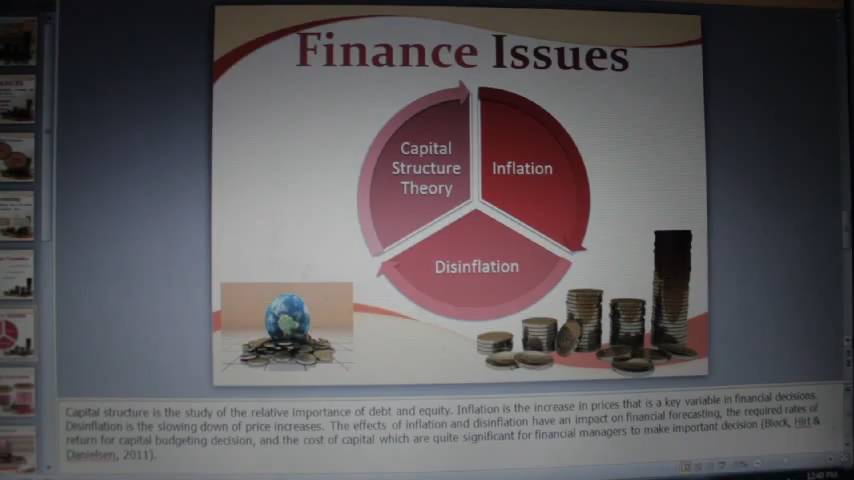 Finance Issues
Capital
Structure
Theory
Inflation
Disinflation
Capital structure is the study of the relative importance of debt and equity. Inflation is the increase in prices that is a key variable in financial decisions.
Disinflation is the slowing down of price increases. The effects of inflation and disinflation have an impact on financial forecasting, the required rates of
return for capital budgeting decision, and the cost of capital which are quite significant for financial managers to make important decision (Block, Hirt &
Danielsen, 2011).